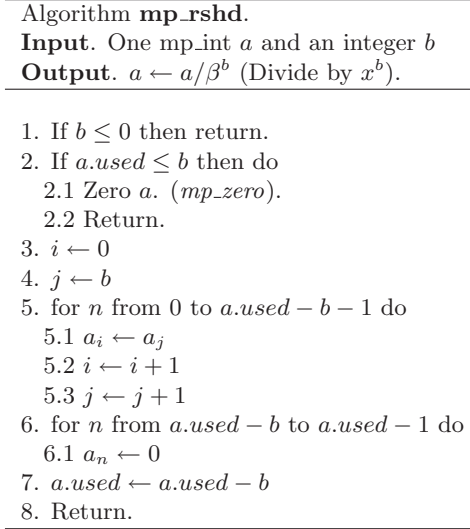 Algorithm mp_rshd.
Input. One mp_int a and an integer b
Output. a ← a/β^b (Divide by x^b).
1. If b ≤ 0 then return.
2. If a.used ≤ b then do
2.1 Zero a. (mp_zero).
2.2 Return.
3. i ← 0
4. j ← b
5. for n from 0 to a.used − b − 1 do
5.1 a_i ← a_j
5.2 i ← i + 1
5.3 j ← j + 1
6. for n from a.used − b to a.used − 1 do
6.1 a_n ← 0
7. a.used ← a.used − b
8. Return.